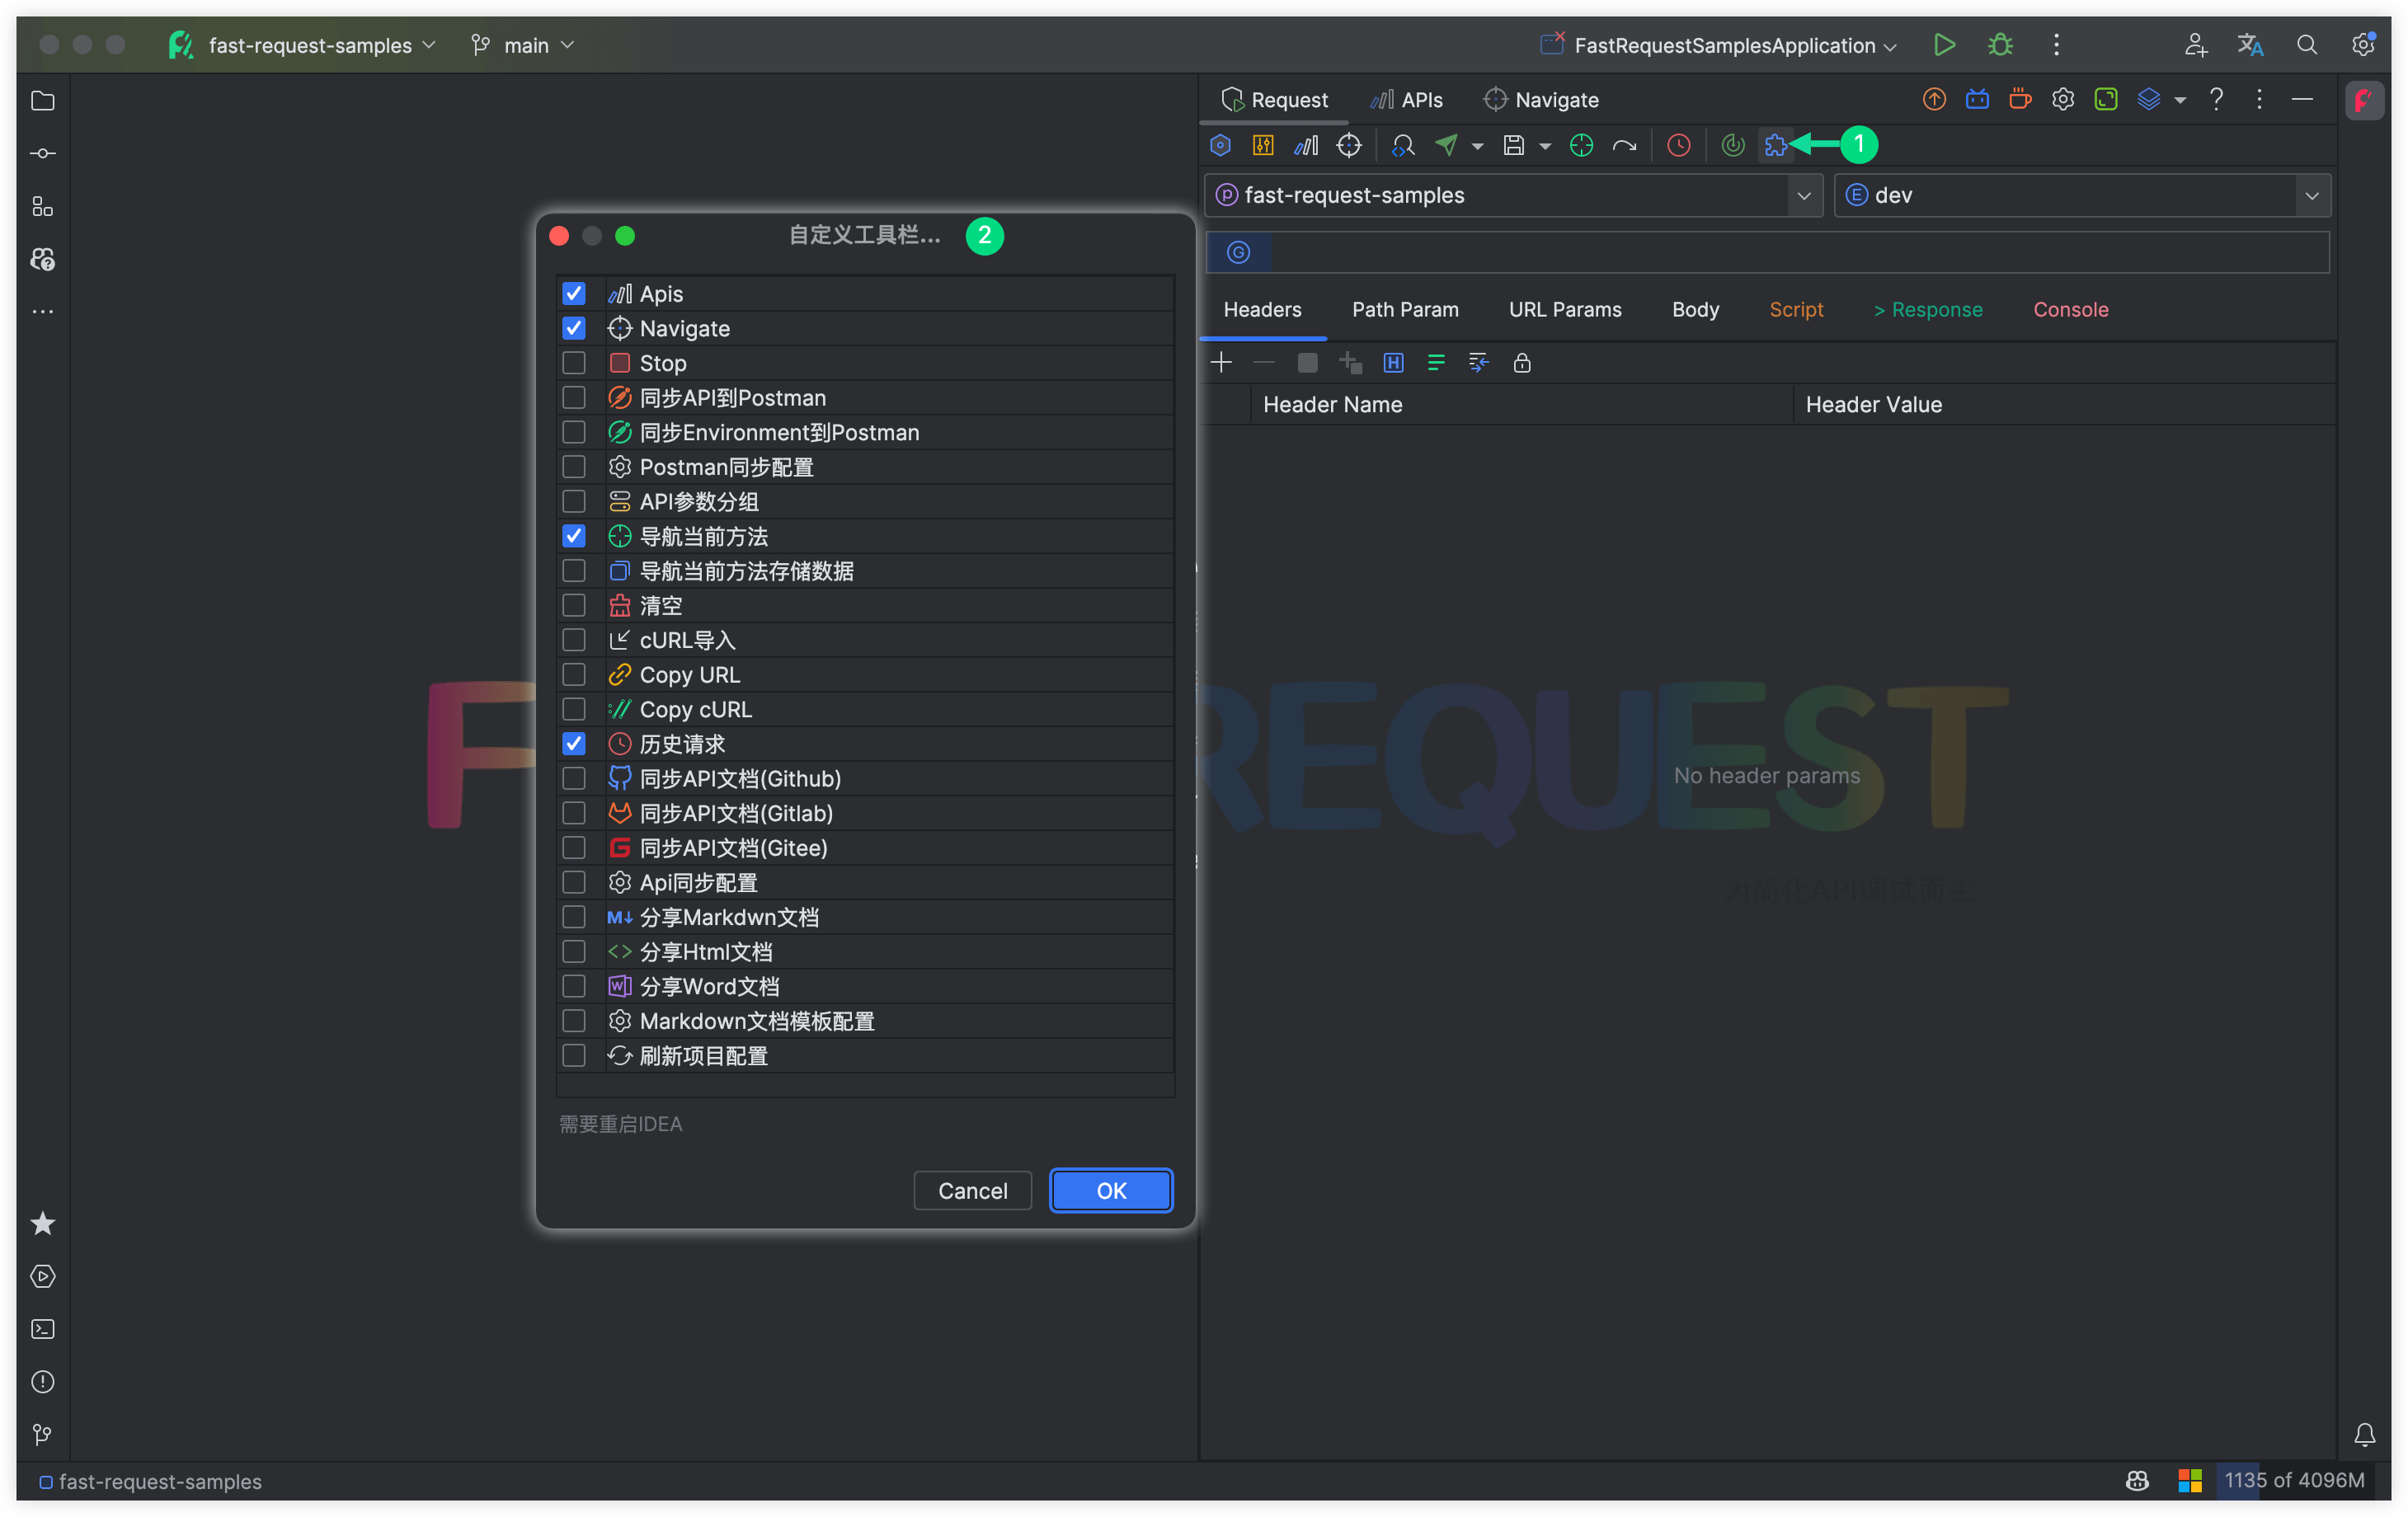 fast-request-samples
main
FastRequestSamplesApplication
Request
APIs
Navigate
1
fast-request-samples
dev
Headers
Path Param
URL Params
Body
Script
> Response
Console
Header Name
Header Value
No header params
REQUEST
为简化API调试而生
自定义工具栏...
2
Apis
Navigate
Stop
同步API到Postman
同步Environment到Postman
Postman同步配置
API参数分组
导航当前方法
导航当前方法存储数据
清空
cURL导入
Copy URL
Copy cURL
历史请求
同步API文档(Github)
同步API文档(Gitlab)
同步API文档(Gitee)
Api同步配置
分享Markdwn文档
分享Html文档
分享Word文档
Markdown文档模板配置
刷新项目配置
需要重启IDEA
Cancel
OK
fast-request-samples
1135 of 4096M